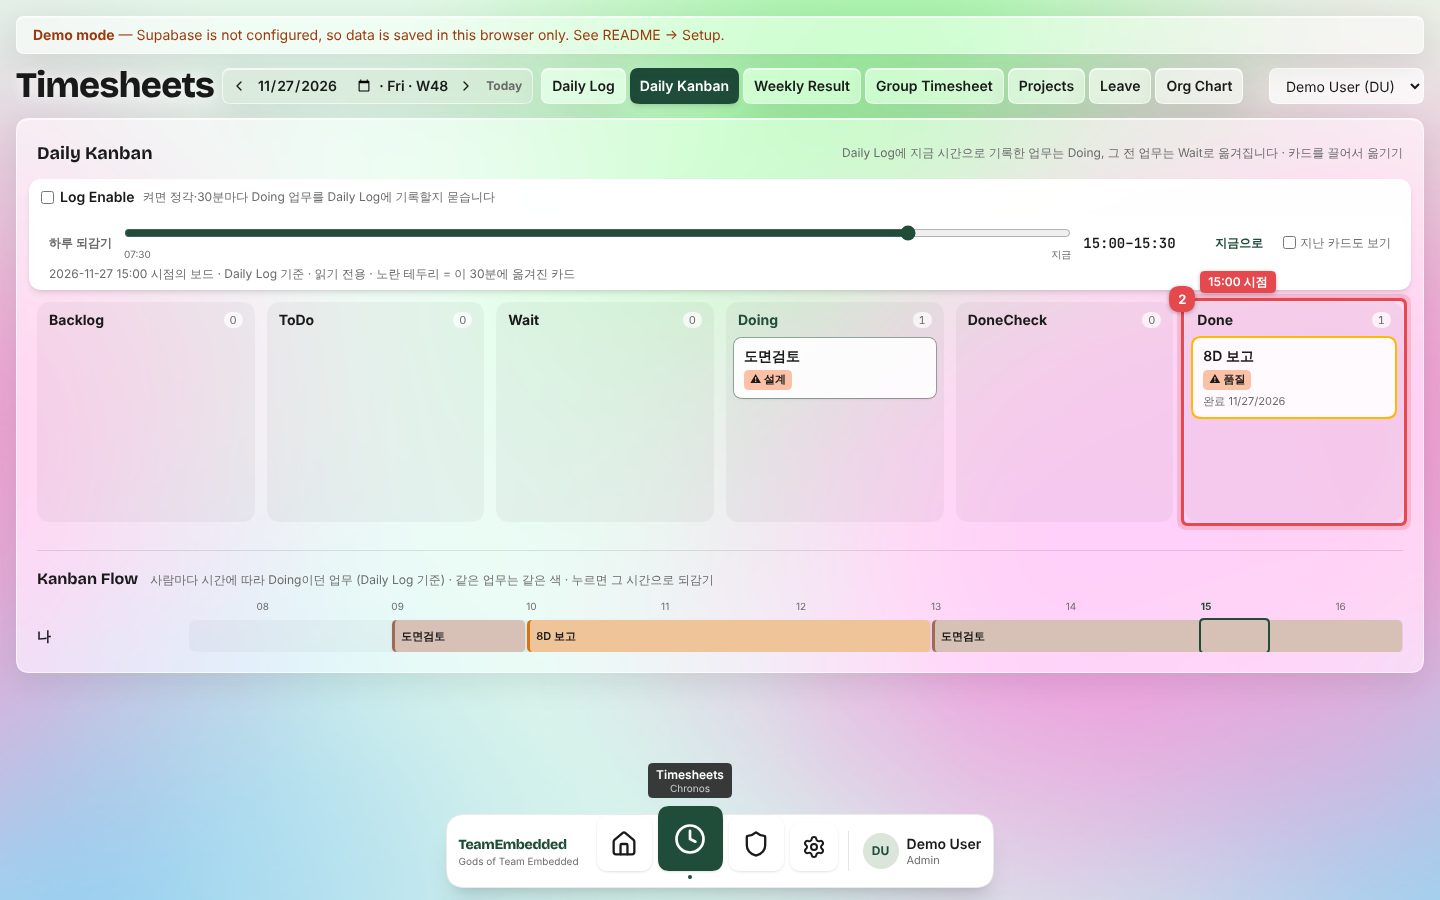 Demo mode — Supabase is not configured, so data is saved in this browser only. See README → Setup.
Timesheets
11/27/2026 · Fri · W48 Today
Daily Log
Daily Kanban
Weekly Result
Group Timesheet
Projects
Leave
Org Chart
Demo User (DU)
Daily Kanban
Daily Log에 지금 시간으로 기록한 업무는 Doing, 그 전 업무는 Wait로 옮겨집니다 · 카드를 끌어서 옮기기
Log Enable 켜면 정각·30분마다 Doing 업무를 Daily Log에 기록할지 묻습니다
하루 되감기
07:30
지금
15:00–15:30
지금으로
지난 카드도 보기
2026-11-27 15:00 시점의 보드 · Daily Log 기준 · 읽기 전용 · 노란 테두리 = 이 30분에 옮겨진 카드
15:00 시점
2
Backlog 0
ToDo 0
Wait 0
Doing 1
도면검토
⚠ 설계
DoneCheck 0
Done 1
8D 보고
⚠ 품질
완료 11/27/2026
Kanban Flow 사람마다 시간에 따라 Doing이던 업무 (Daily Log 기준) · 같은 업무는 같은 색 · 누르면 그 시간으로 되감기
08 09 10 11 12 13 14 15 16
나 도면검토 8D 보고 도면검토
Timesheets
Chronos
TeamEmbedded
Gods of Team Embedded
DU
Demo User
Admin